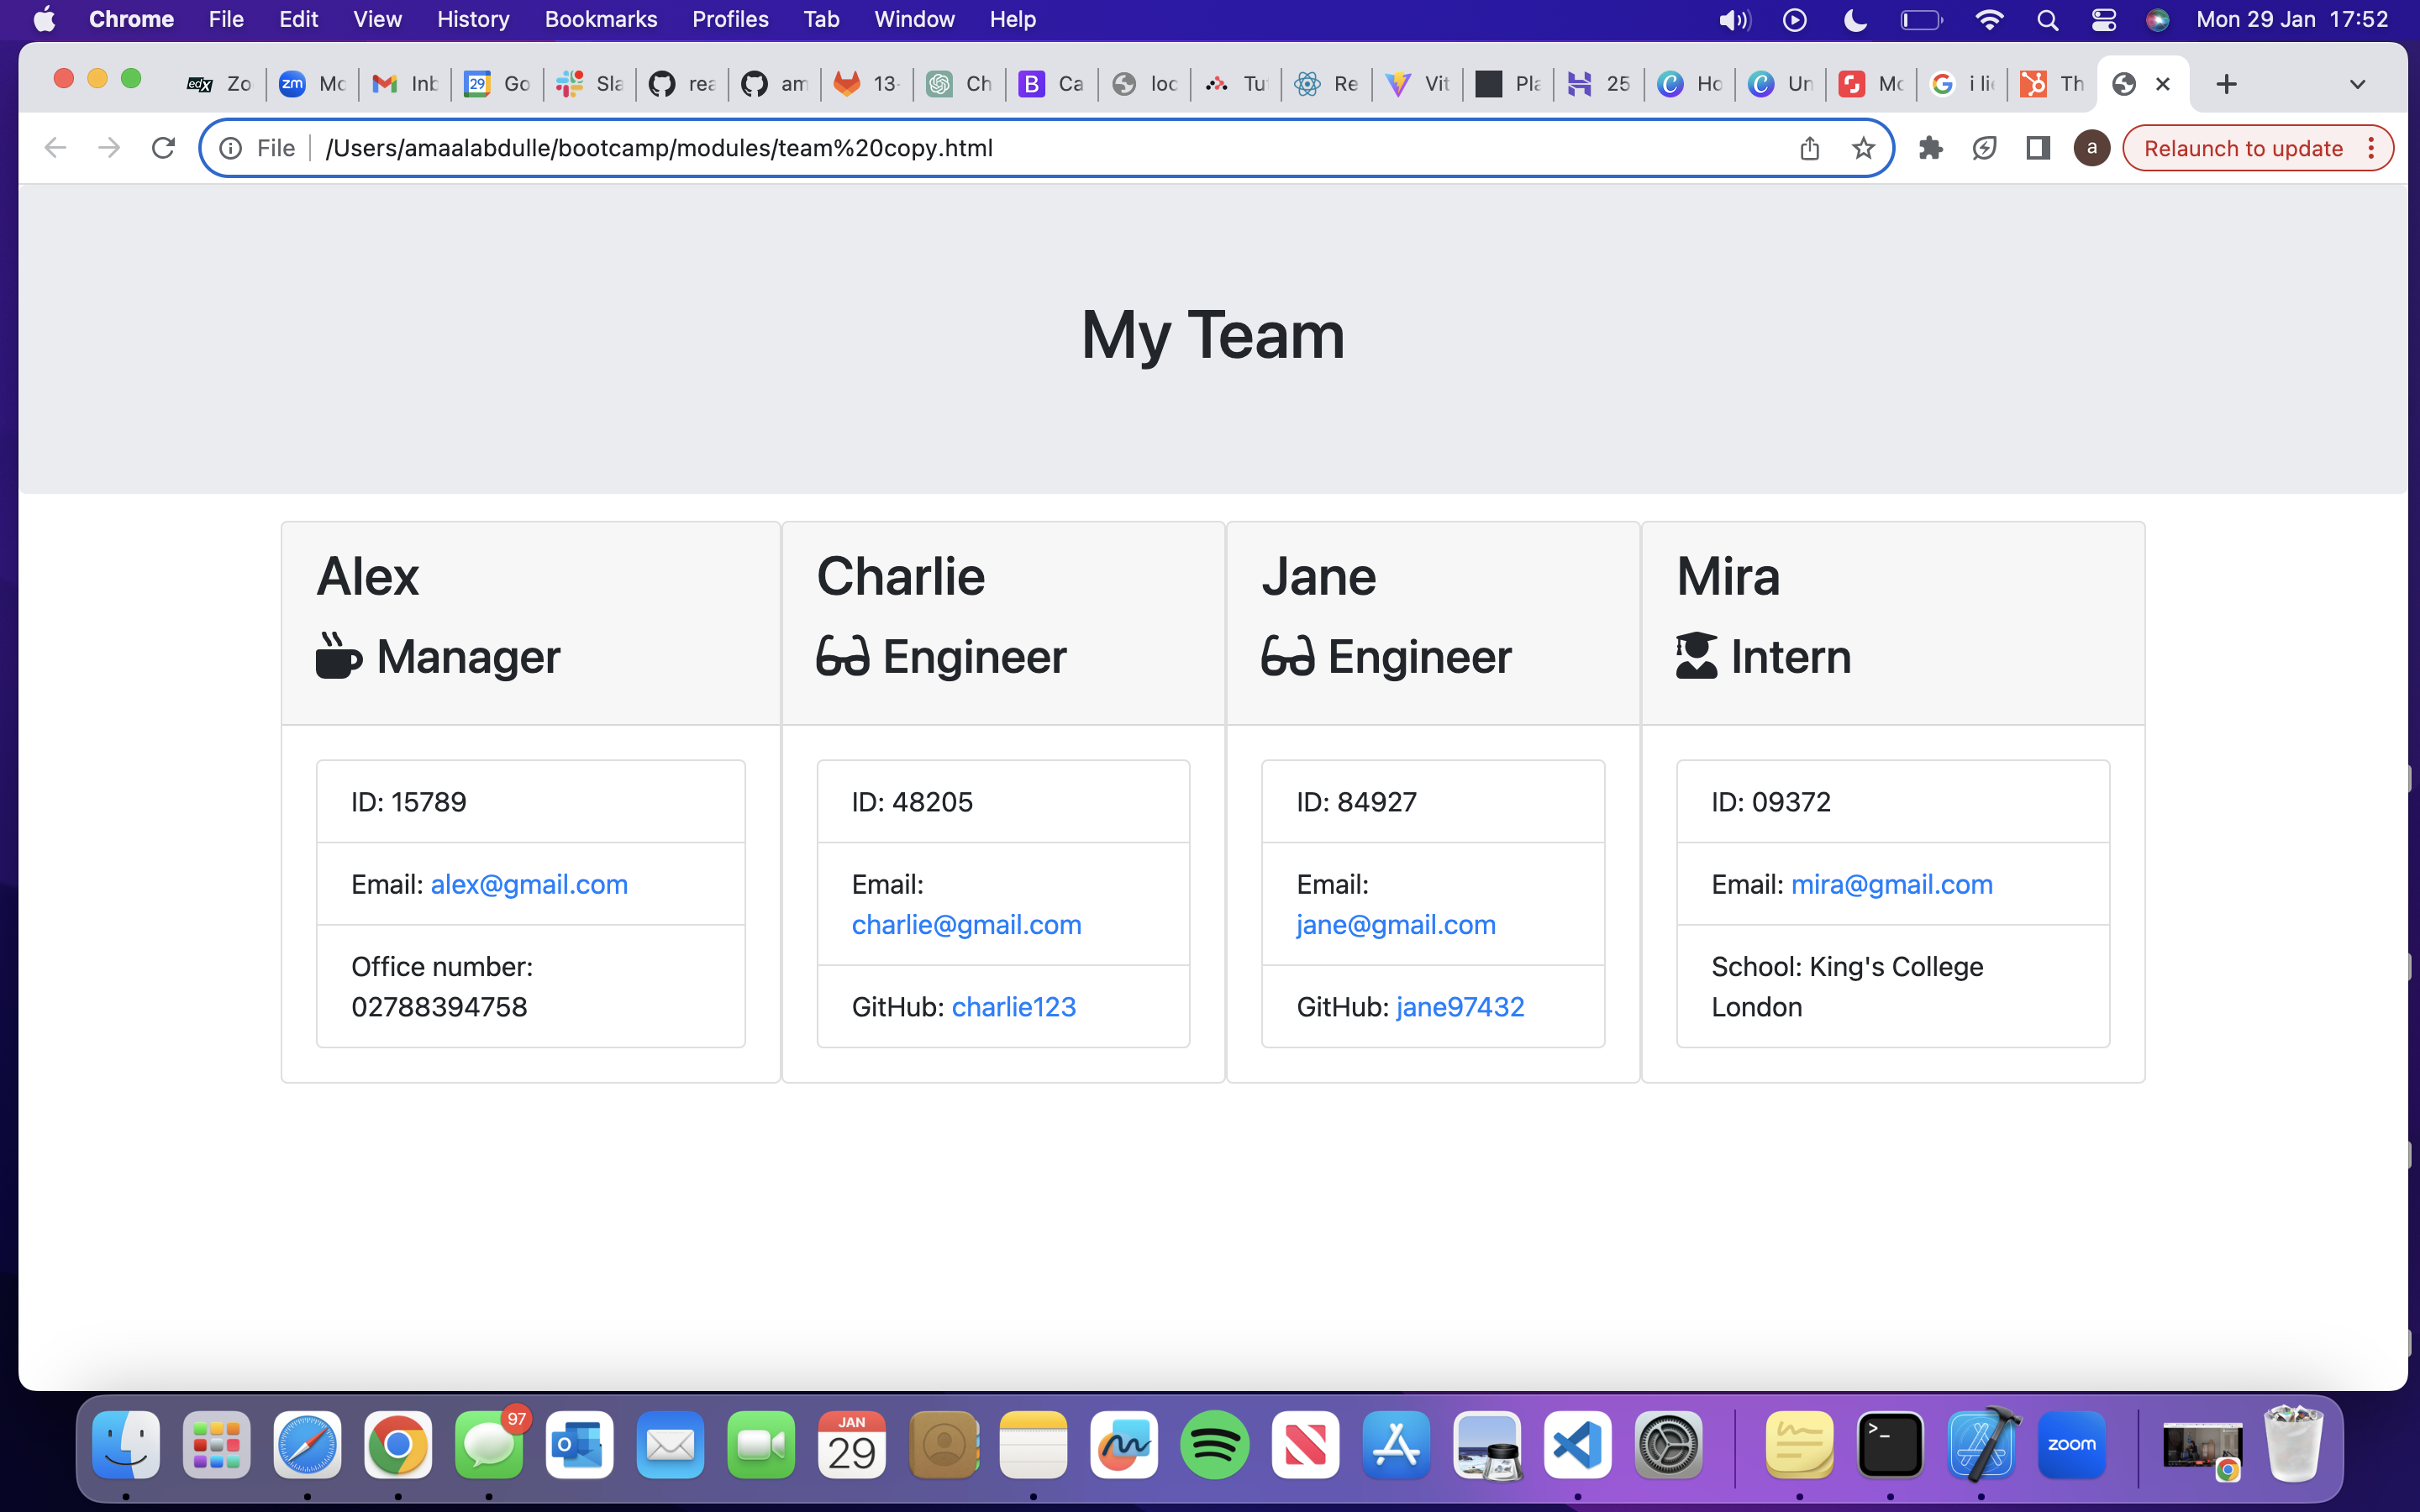 Chrome File Edit View History Bookmarks Profiles Tab Window Help Mon 29 Jan 17:52
edX Zo zm Mc Inb 29 Go Sla rea am 13- Ch B Ca loc Tu Re Vit Pla 25 Ho Un Mc i lie Th
File /Users/amaalabdulle/bootcamp/modules/team%20copy.html a Relaunch to update
My Team
Alex
Manager
ID: 15789
Email: alex@gmail.com
Office number:
02788394758
Charlie
Engineer
ID: 48205
Email:
charlie@gmail.com
GitHub: charlie123
Jane
Engineer
ID: 84927
Email:
jane@gmail.com
GitHub: jane97432
Mira
Intern
ID: 09372
Email: mira@gmail.com
School: King's College
London
97
JAN
29
zoom